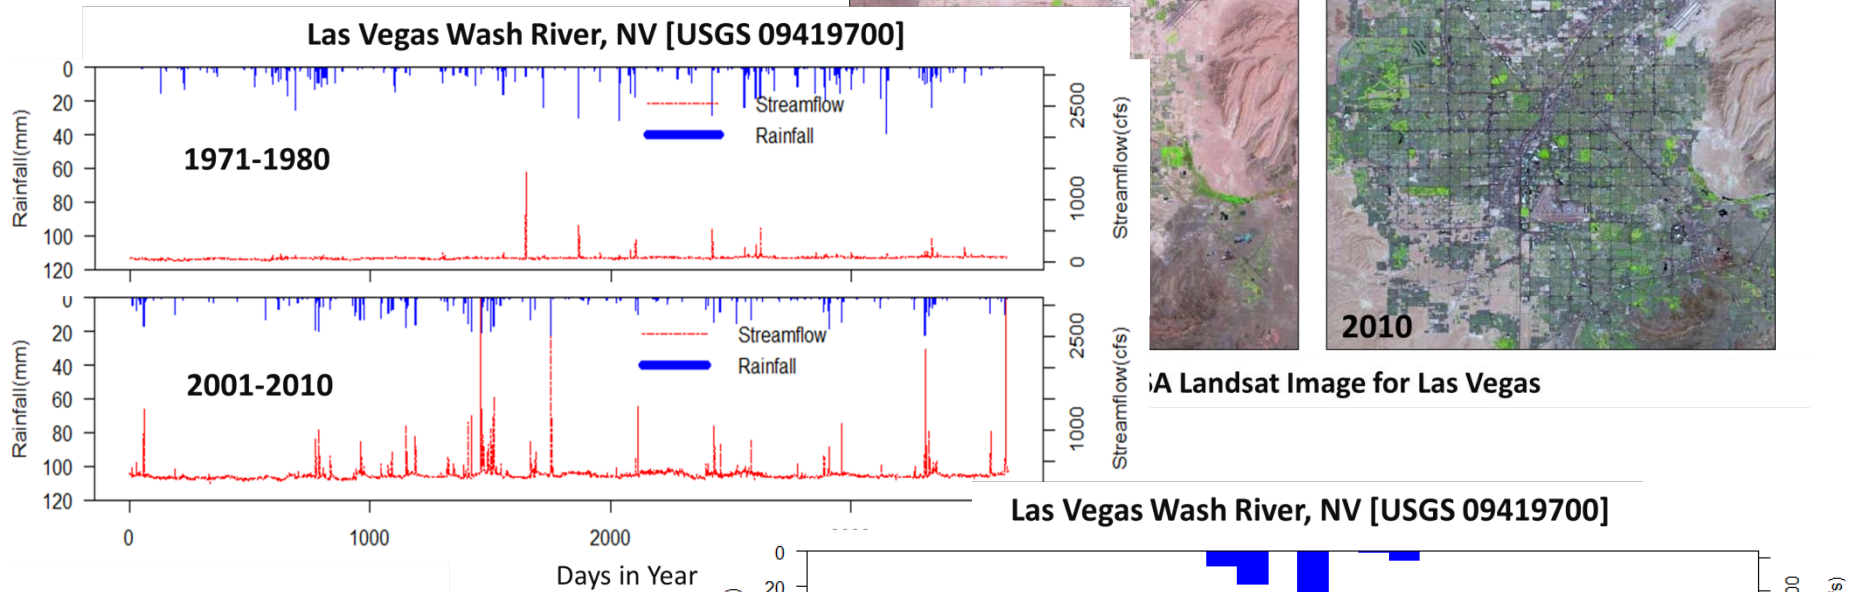 Las Vegas Wash River, NV [USGS 09419700]
0
20
40
60
80
100
120
Rainfall(mm)
1971-1980
Streamflow
Rainfall
2500
1000
0
Streamflow(cfs)
0
20
40
60
80
100
120
Rainfall(mm)
2001-2010
Streamflow
Rainfall
2500
1000
Streamflow(cfs)
0
1000
2000
Days in Year
2010
SA Landsat Image for Las Vegas
Las Vegas Wash River, NV [USGS 09419700]
0
20